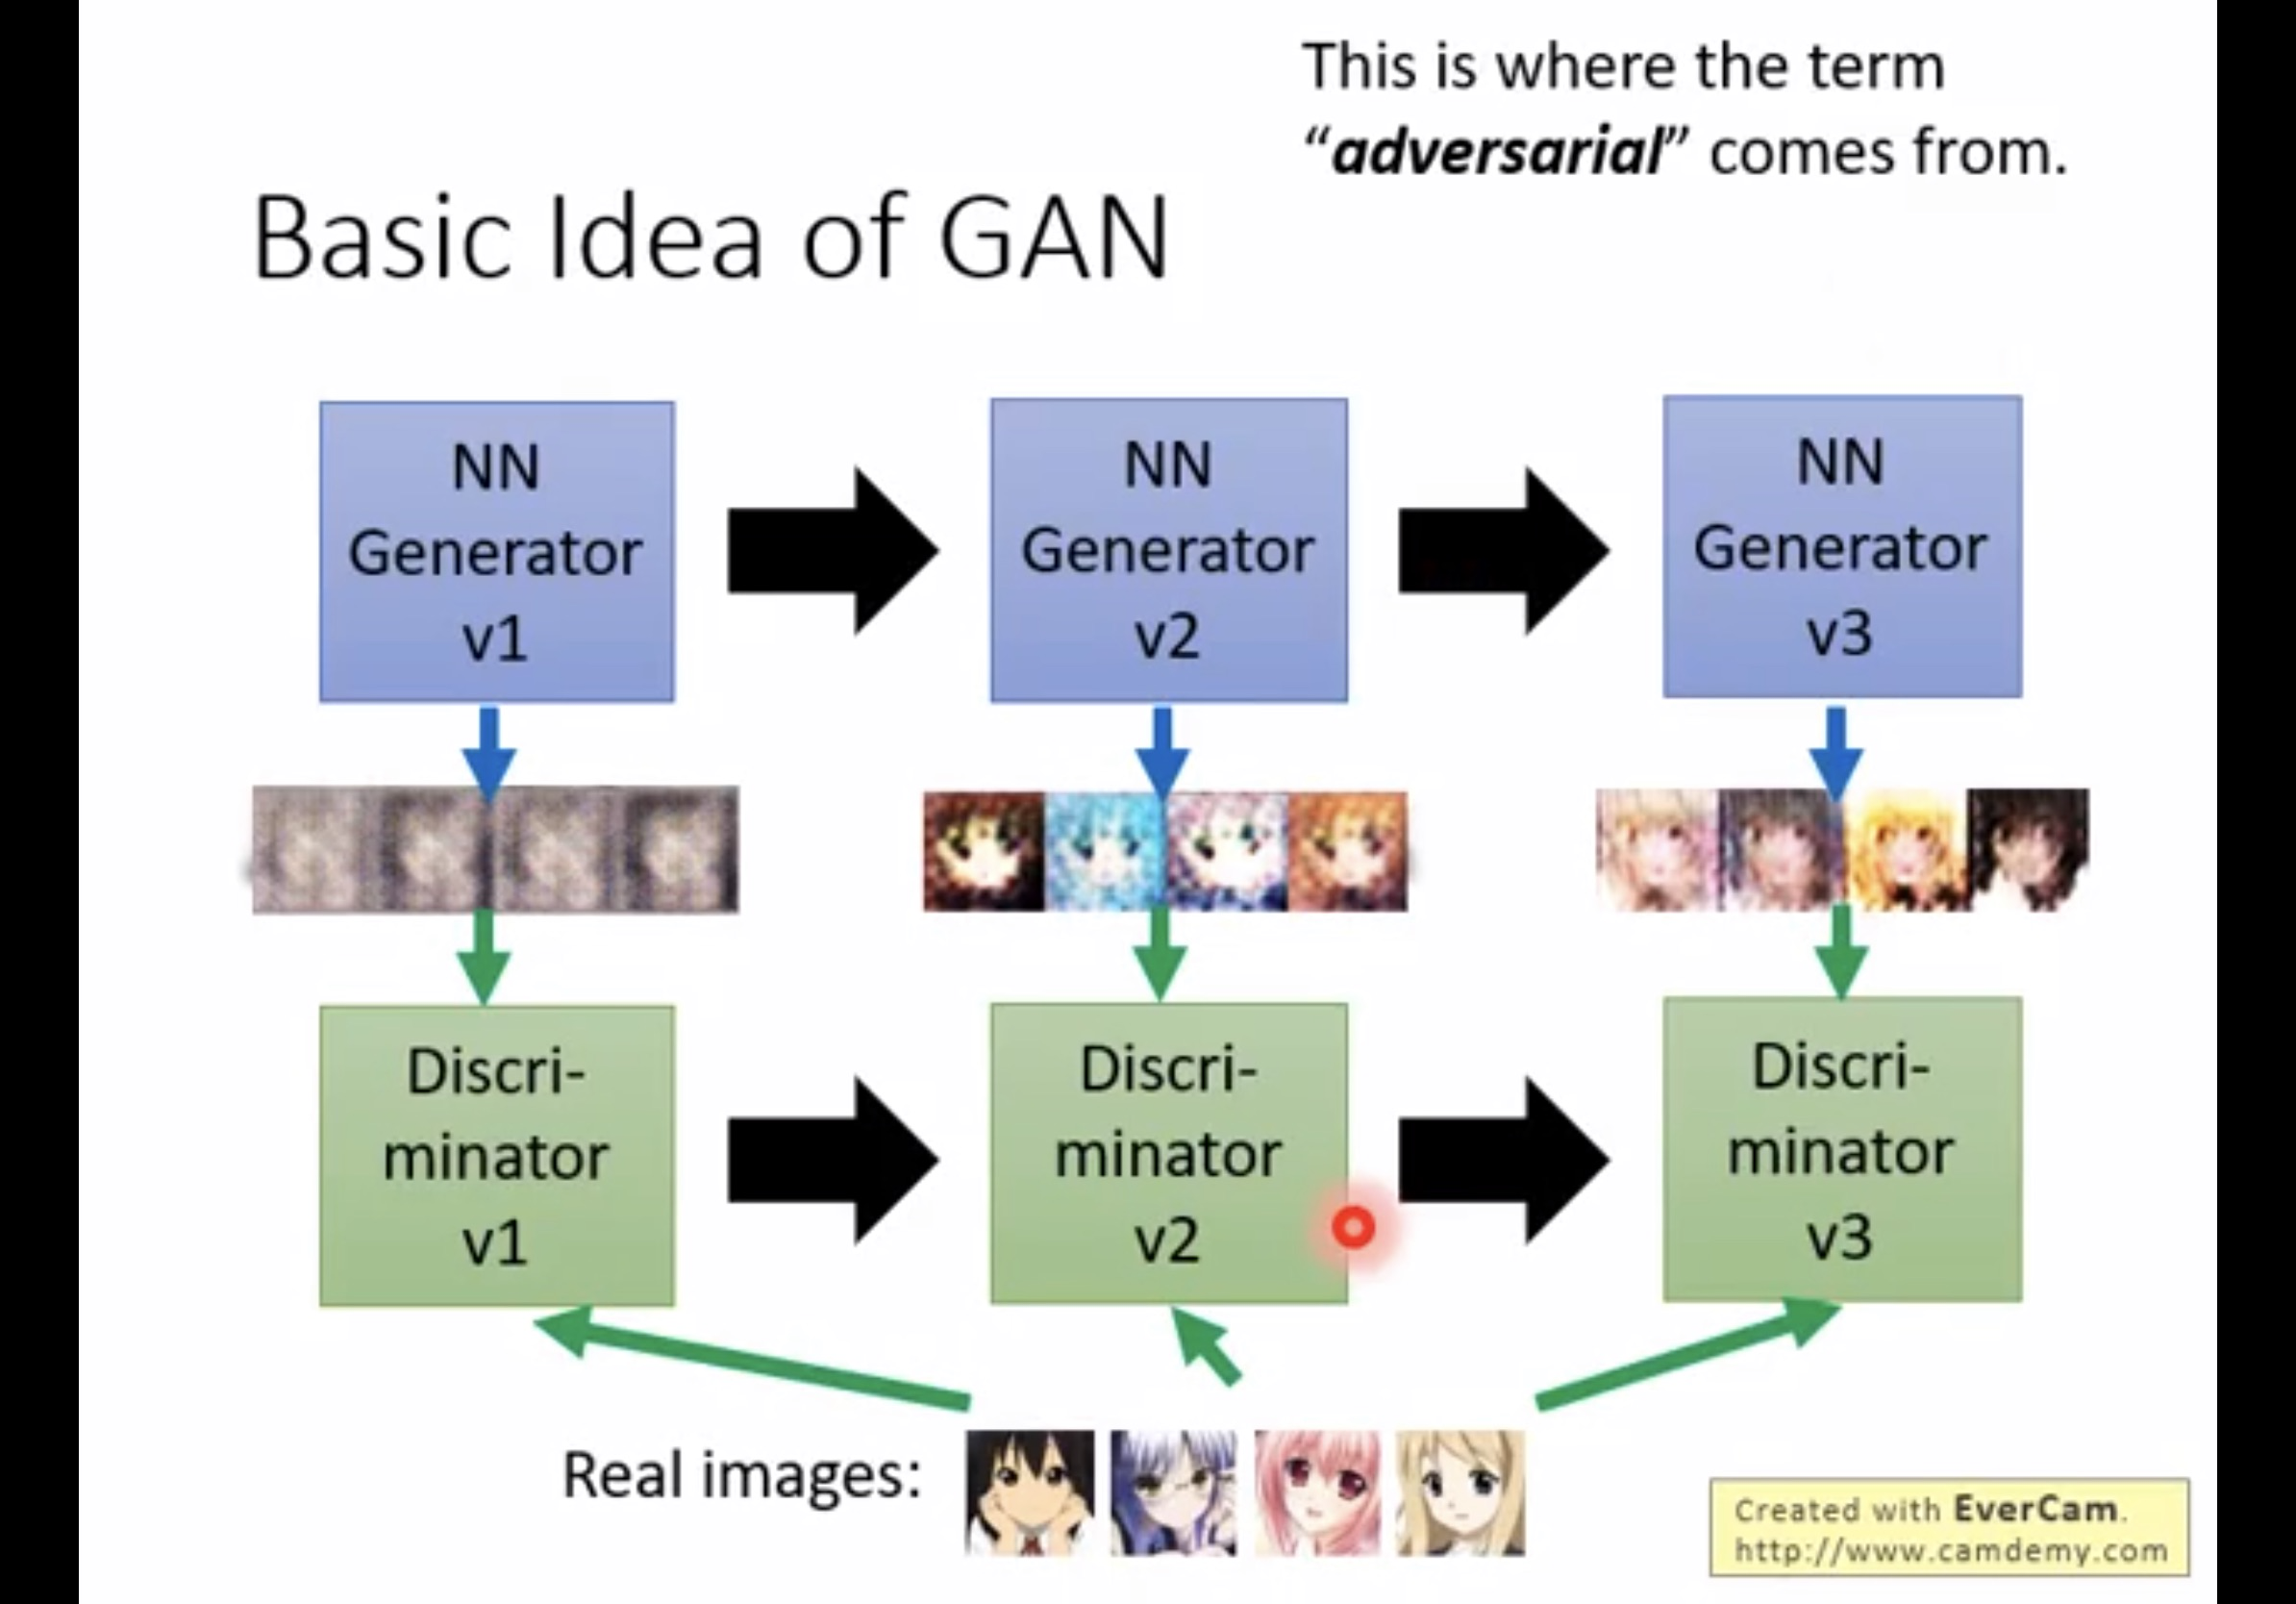 This is where the term
“adversarial” comes from.
Basic Idea of GAN
NN
Generator
v1
NN
Generator
v2
NN
Generator
v3
Discri-
minator
v1
Discri-
minator
v2
Discri-
minator
v3
Real images:
Created with EverCam.
http://www.camdemy.com